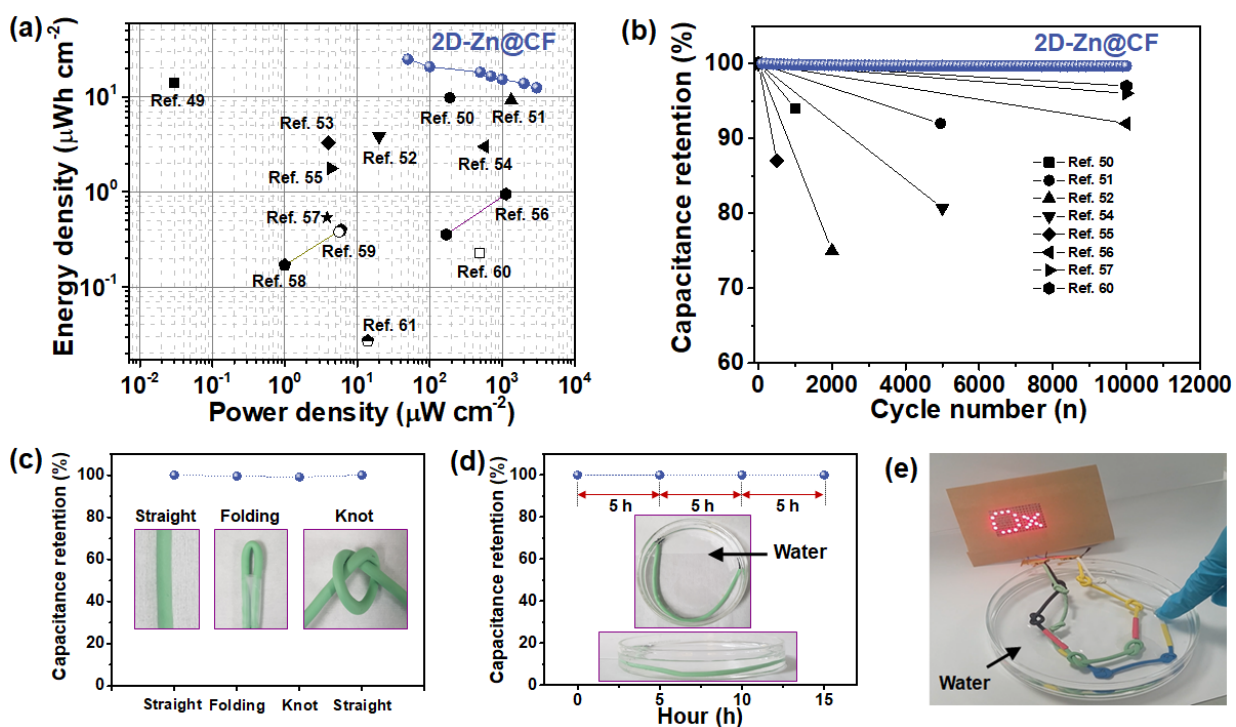 (a)
2D-Zn@CF
Energy density (µWh cm⁻²)
10¹
10⁰
10⁻¹
Ref. 49
Ref. 50
Ref. 51
Ref. 53
Ref. 52
Ref. 54
Ref. 55
Ref. 57
Ref. 56
Ref. 59
Ref. 58
Ref. 60
Ref. 61
10⁻² 10⁻¹ 10⁰ 10¹ 10² 10³ 10⁴
Power density (µW cm⁻²)
(b)
2D-Zn@CF
Capacitance retention (%)
100
90
80
70
60
Ref. 50
Ref. 51
Ref. 52
Ref. 54
Ref. 55
Ref. 56
Ref. 57
Ref. 60
0 2000 4000 6000 8000 10000 12000
Cycle number (n)
(c)
Capacitance retention (%)
100
80
60
40
20
0
Straight Folding Knot
Straight Folding Knot Straight
(d)
Capacitance retention (%)
100
80
60
40
20
0
5 h 5 h 5 h
Water
0 5 10 15
Hour (h)
(e)
Water